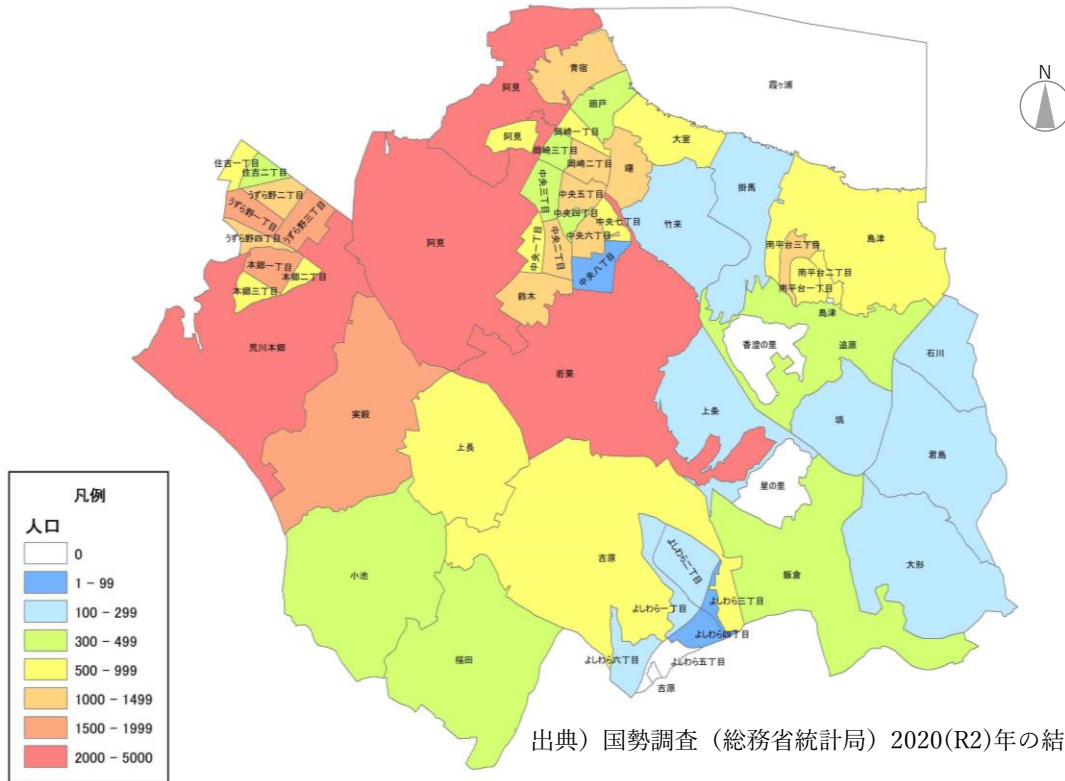 N
霞ヶ浦
青宿
阿見
廻戸
阿見
岡崎一丁目
大室
岡崎三丁目
岡崎二丁目
曙
掛馬
住吉一丁目
住吉二丁目
うずら野二丁目
うずら野一丁目
うずら野三丁目
うずら野四丁目
中央三丁目
中央五丁目
中央四丁目
中央七丁目
竹来
島津
阿見
中央一丁目
中央二丁目
中央六丁目
中央八丁目
南平台三丁目
南平台二丁目
南平台一丁目
本郷一丁目
本郷二丁目
本郷三丁目
鈴木
島津
荒川本郷
香澄の里
追原
石川
岩栗
実穀
上条
塙
君島
上長
星の里
吉原
よしわら二丁目
小池
飯倉
大形
よしわら一丁目
よしわら三丁目
よしわら四丁目
福田
よしわら六丁目
よしわら五丁目
吉原
凡例
人口
0
1 - 99
100 - 299
300 - 499
500 - 999
1000 - 1499
1500 - 1999
2000 - 5000
出典）国勢調査（総務省統計局）2020(R2)年の結